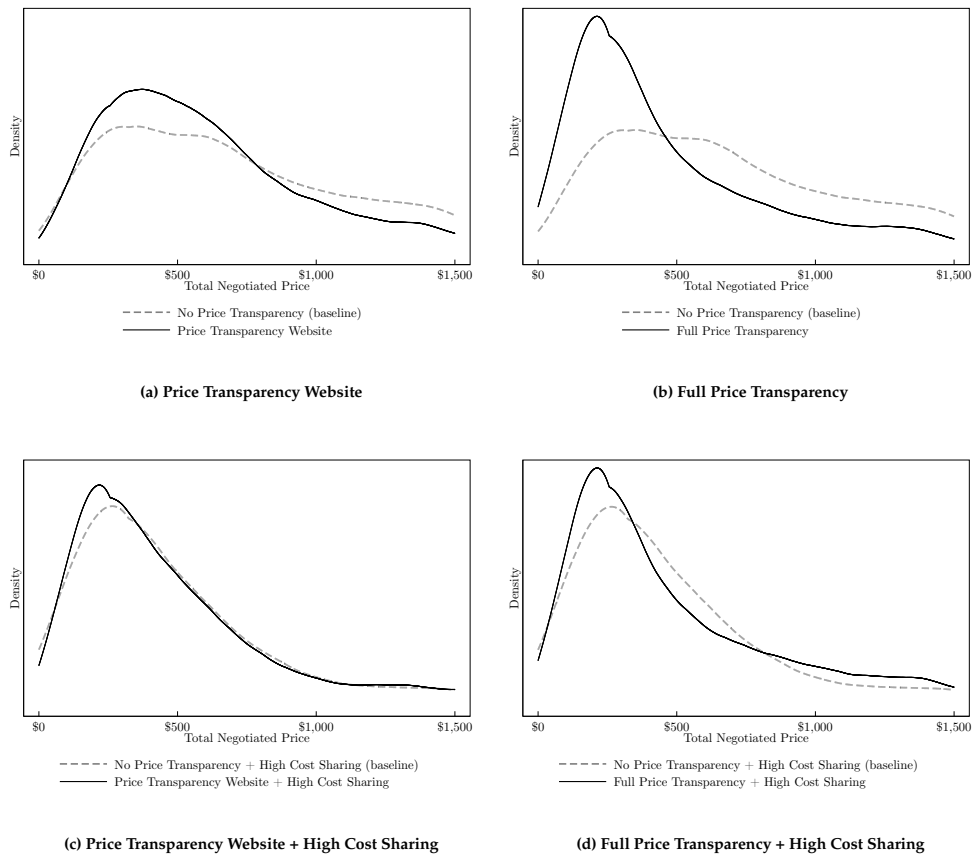 Density
$0 $500 $1,000 $1,500
Total Negotiated Price
No Price Transparency (baseline)
Price Transparency Website
(a) Price Transparency Website
Density
$0 $500 $1,000 $1,500
Total Negotiated Price
No Price Transparency (baseline)
Full Price Transparency
(b) Full Price Transparency
Density
$0 $500 $1,000 $1,500
Total Negotiated Price
No Price Transparency + High Cost Sharing (baseline)
Price Transparency Website + High Cost Sharing
(c) Price Transparency Website + High Cost Sharing
Density
$0 $500 $1,000 $1,500
Total Negotiated Price
No Price Transparency + High Cost Sharing (baseline)
Full Price Transparency + High Cost Sharing
(d) Full Price Transparency + High Cost Sharing